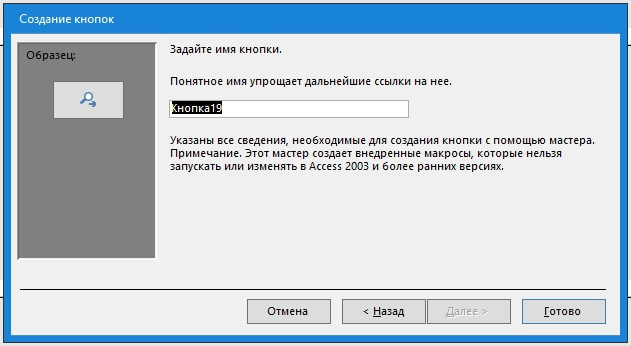 Создание кнопок
Образец:
Задайте имя кнопки.
Понятное имя упрощает дальнейшие ссылки на нее.
Кнопка19
Указаны все сведения, необходимые для создания кнопки с помощью мастера.
Примечание. Этот мастер создает внедренные макросы, которые нельзя
запускать или изменять в Access 2003 и более ранних версиях.
Отмена
< Назад
Далее >
Готово